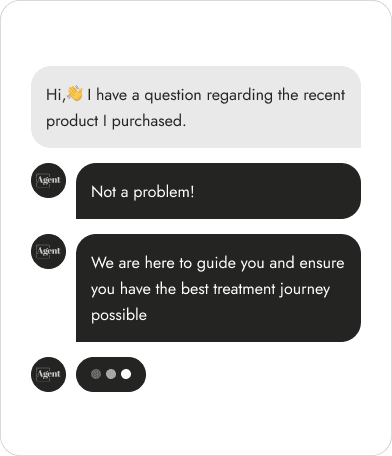 Hi,👋 I have a question regarding the recent
product I purchased.
Agent
Not a problem!
Agent
We are here to guide you and ensure
you have the best treatment journey
possible
Agent